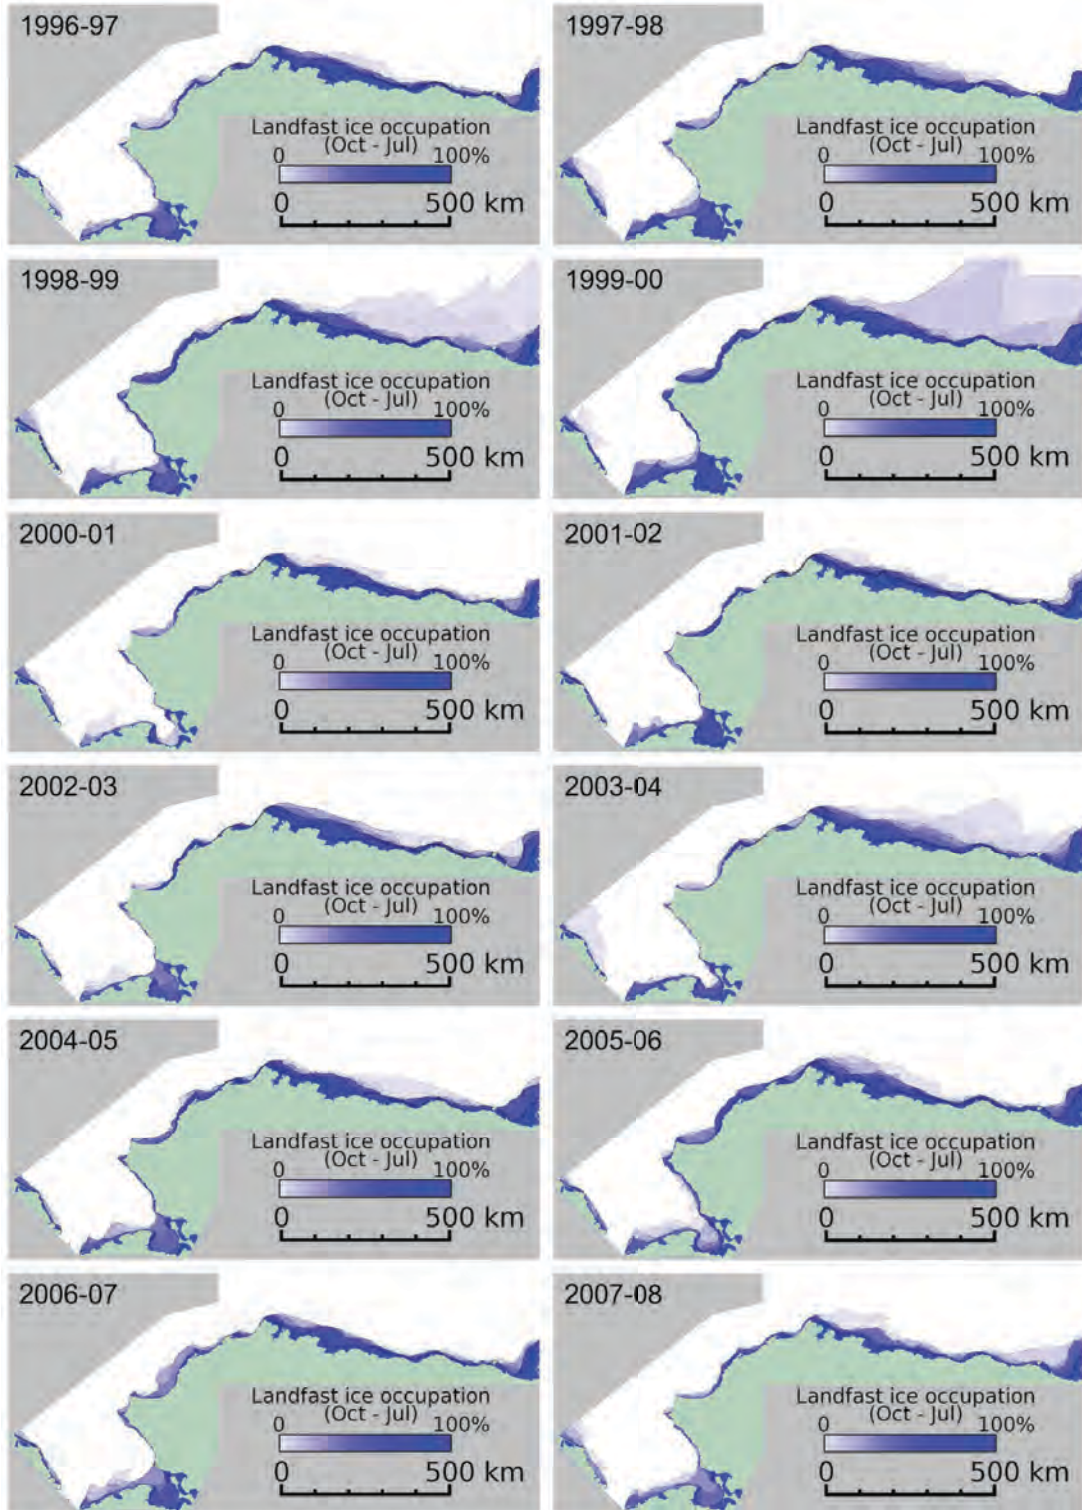 1996-97
Landfast ice occupation
(Oct - Jul)
0 100%
0 500 km
1997-98
Landfast ice occupation
(Oct - Jul)
0 100%
0 500 km
1998-99
Landfast ice occupation
(Oct - Jul)
0 100%
0 500 km
1999-00
Landfast ice occupation
(Oct - Jul)
0 100%
0 500 km
2000-01
Landfast ice occupation
(Oct - Jul)
0 100%
0 500 km
2001-02
Landfast ice occupation
(Oct - Jul)
0 100%
0 500 km
2002-03
Landfast ice occupation
(Oct - Jul)
0 100%
0 500 km
2003-04
Landfast ice occupation
(Oct - Jul)
0 100%
0 500 km
2004-05
Landfast ice occupation
(Oct - Jul)
0 100%
0 500 km
2005-06
Landfast ice occupation
(Oct - Jul)
0 100%
0 500 km
2006-07
Landfast ice occupation
(Oct - Jul)
0 100%
0 500 km
2007-08
Landfast ice occupation
(Oct - Jul)
0 100%
0 500 km